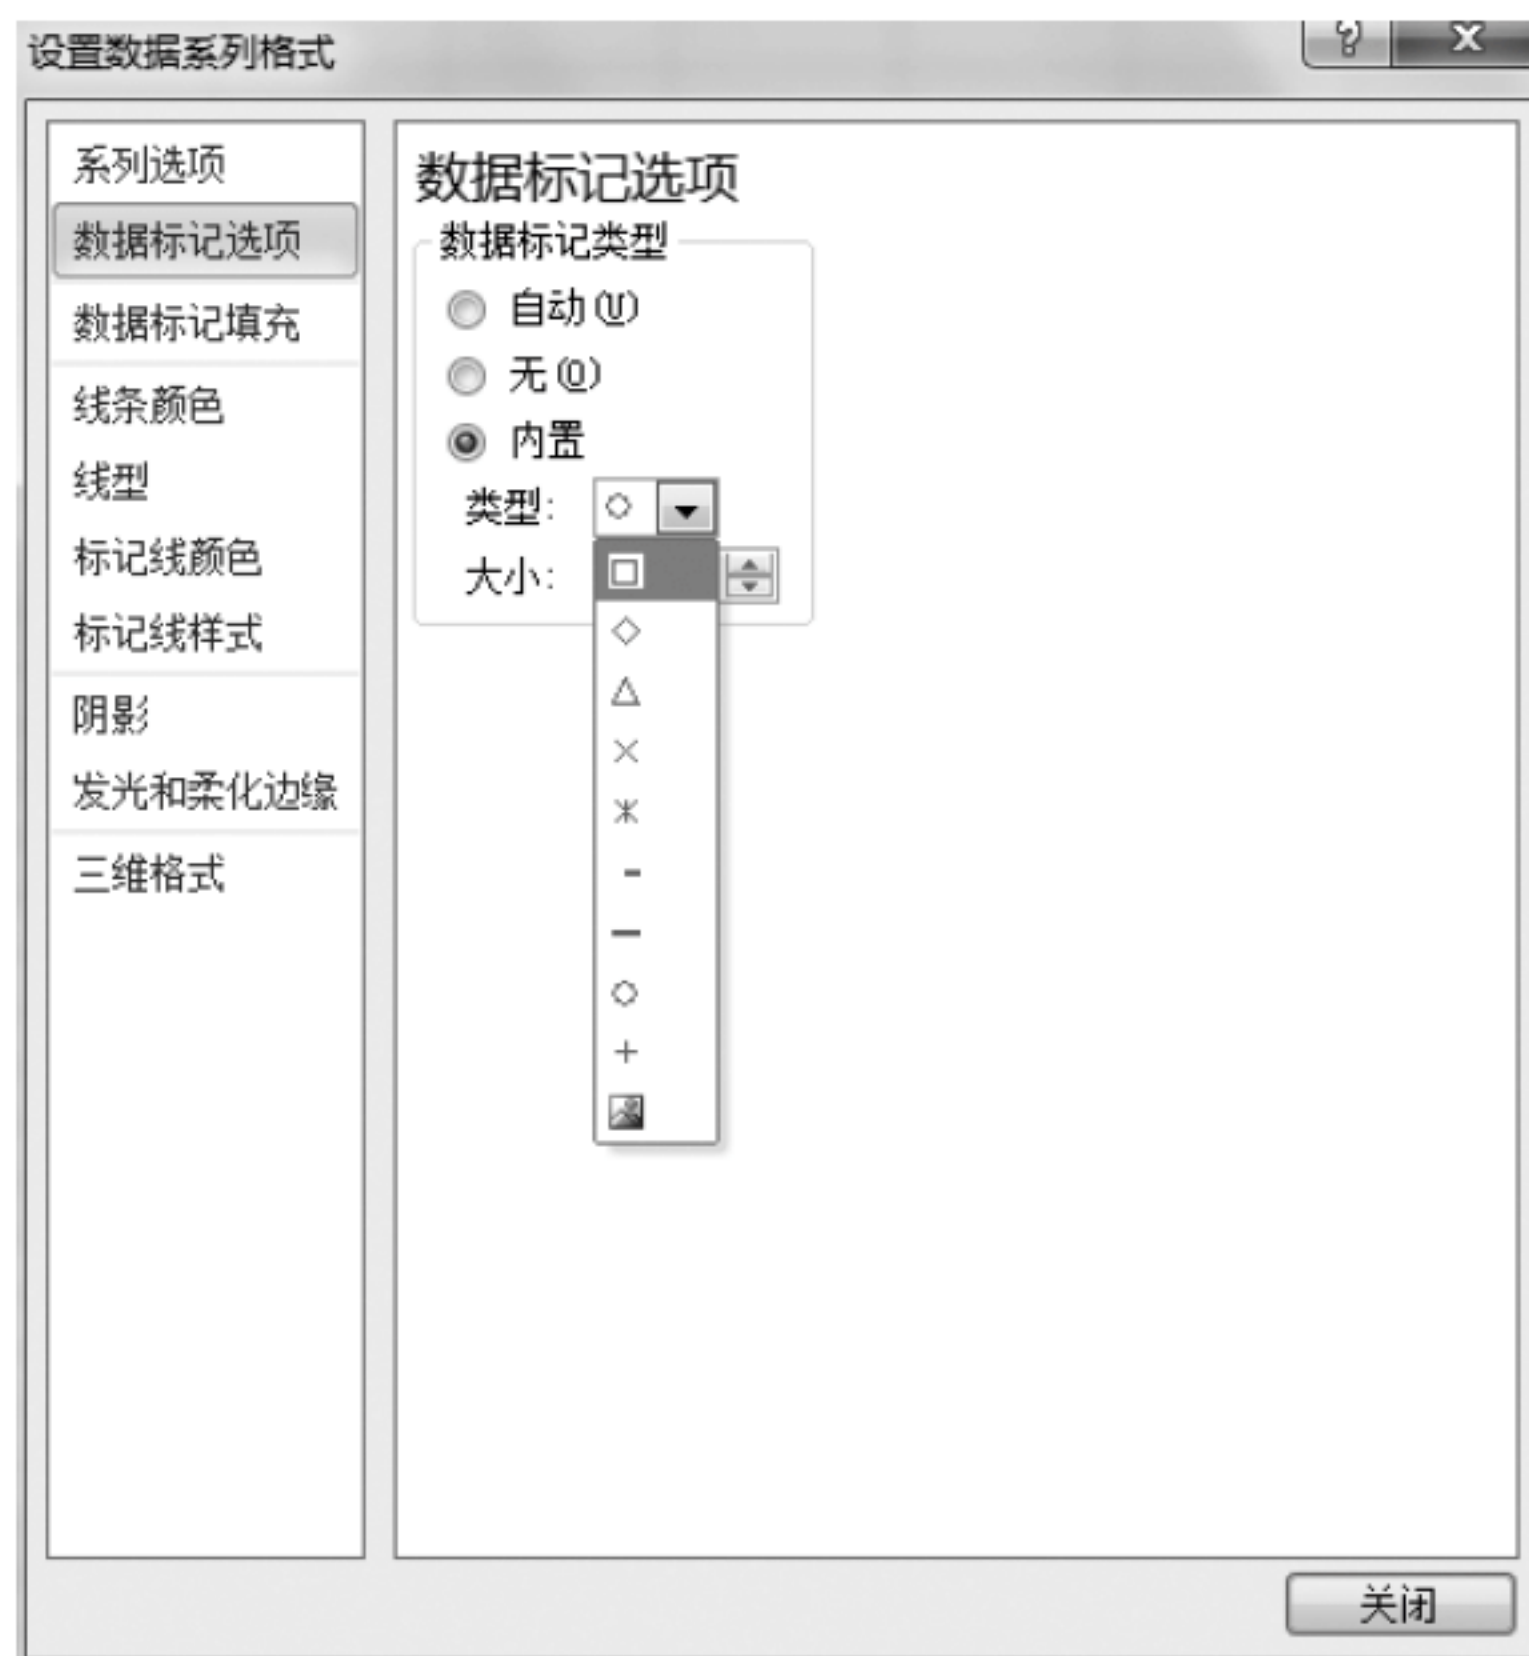 设置数据系列格式
系列选项
数据标记选项
数据标记填充
线条颜色
线型
标记线颜色
标记线样式
阴影
发光和柔化边缘
三维格式
数据标记选项
数据标记类型
自动(U)
无(O)
内置
类型:
大小:
关闭